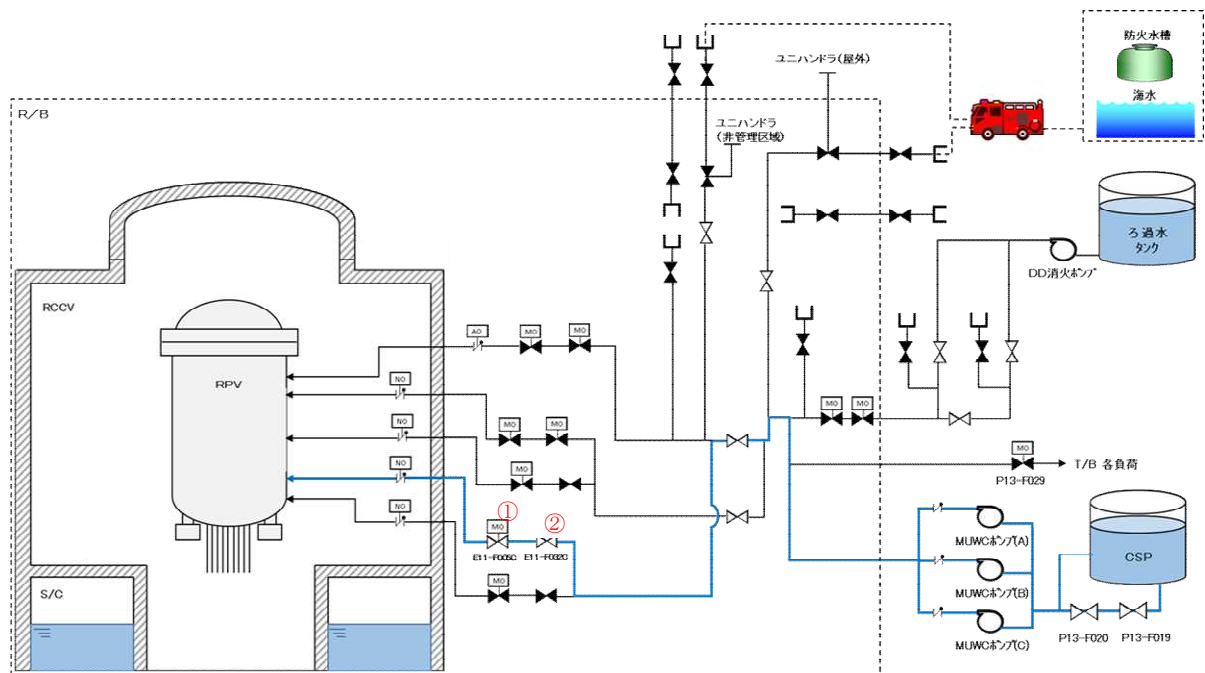 防火水槽
海水
ユニハンドラ(屋外)
R/B
ユニハンドラ
(非管理区域)
ろ過水
タンク
DD消火ポンプ
RCCV
AO
MO
MO
RPV
NO
MO
MO
NO
MO
MO
MO
MO
T/B 各負荷
P13-F029
NO
①
②
MO
E11-F005C
E11-F032C
NO
MO
MUWCポンプ(A)
CSP
MUWCポンプ(B)
S/C
MUWCポンプ(C)
P13-F020
P13-F019